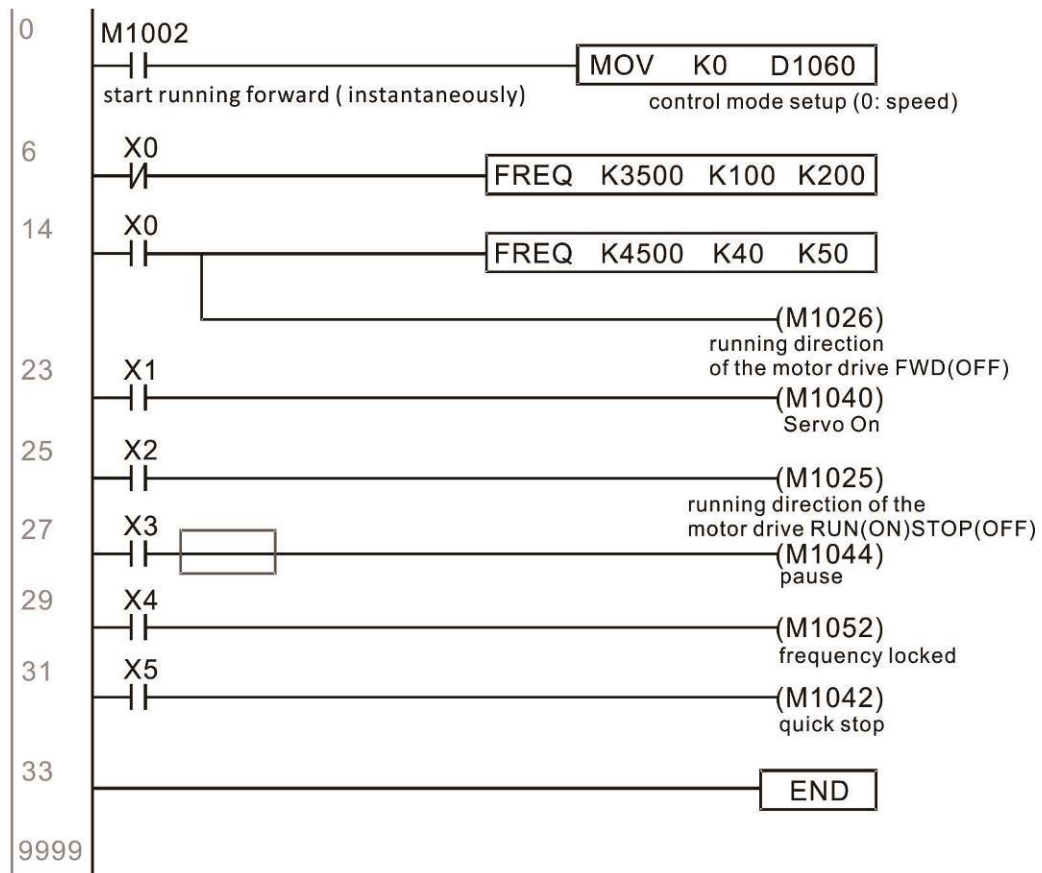 0
M1002
MOV K0 D1060
start running forward ( instantaneously)
control mode setup (0: speed)
6
X0
FREQ K3500 K100 K200
14
X0
FREQ K4500 K40 K50
(M1026)
running direction
of the motor drive FWD(OFF)
23
X1
(M1040)
Servo On
25
X2
(M1025)
running direction of the
motor drive RUN(ON)STOP(OFF)
27
X3
(M1044)
pause
29
X4
(M1052)
frequency locked
31
X5
(M1042)
quick stop
33
END
9999